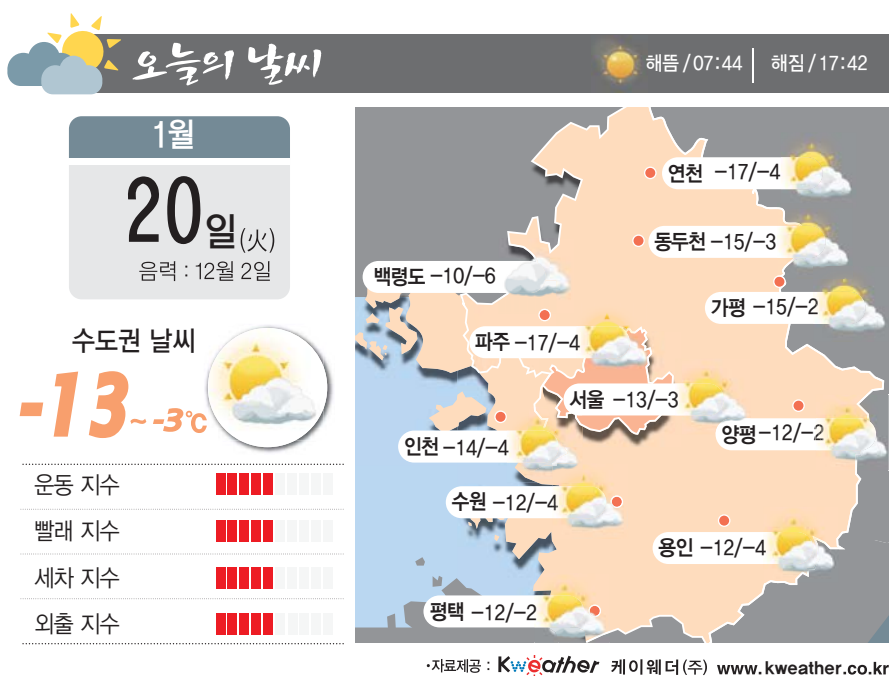 오늘의 날씨
해뜸/07:44 해짐/17:42
1월
20일(火)
음력 : 12월 2일
수도권 날씨
-13~-3℃
운동 지수
빨래 지수
세차 지수
외출 지수
연천 -17/-4
동두천 -15/-3
백령도 -10/-6
가평 -15/-2
파주 -17/-4
서울 -13/-3
양평 -12/-2
인천 -14/-4
수원 -12/-4
용인 -12/-4
평택 -12/-2
·자료제공 : Kweather 케이웨더(주) www.kweather.co.kr